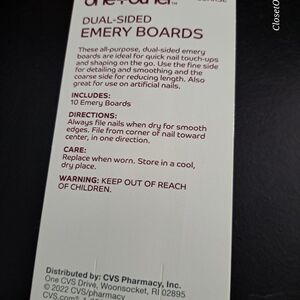 one+other™
DUAL-SIDED
EMERY BOARDS
These all-purpose, dual-sided emery
boards are ideal for quick nail touch-ups
and shaping on the go. Use the fine side
for detailing and smoothing and the
coarse side for reducing length. Also
great for use on artificial nails.
INCLUDES:
10 Emery Boards
DIRECTIONS:
Always file nails when dry for smooth
edges. File from corner of nail toward
center, in one direction.
CARE:
Replace when worn. Store in a cool,
dry place.
WARNING: KEEP OUT OF REACH
OF CHILDREN.
Distributed by: CVS Pharmacy, Inc.
One CVS Drive, Woonsocket, RI 02895
© 2022 CVS/pharmacy
CVS.com®